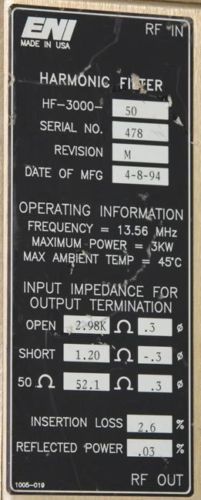 ENI RF IN
MADE IN USA
HARMONIC FILTER
HF-3000- 50
SERIAL NO. 478
REVISION M
DATE OF MFG 4-8-94
OPERATING INFORMATION
FREQUENCY = 13.56 MHz
MAXIMUM POWER = 3KW
MAX AMBIENT TEMP = 45°C
INPUT IMPEDANCE FOR
OUTPUT TERMINATION
OPEN 2.98K Ω .3 ø
SHORT 1.20 Ω -.3 ø
50 Ω 52.1 Ω .3 ø
INSERTION LOSS 2.6 %
REFLECTED POWER .03 %
1005-019 RF OUT